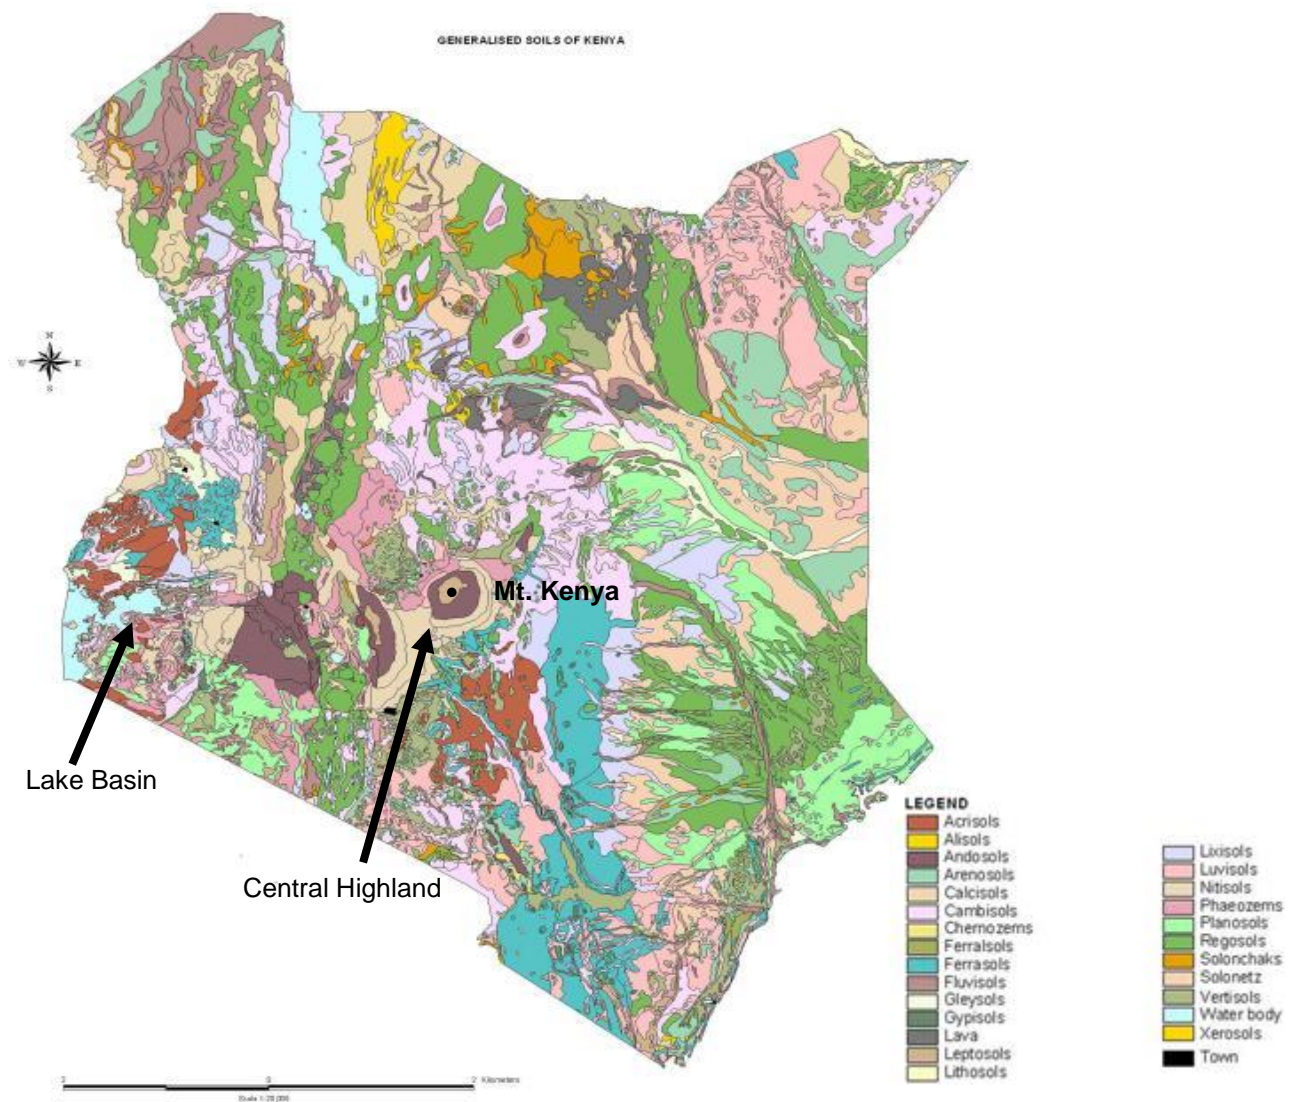 GENERALISED SOILS OF KENYA
N
W E
S
Mt. Kenya
Lake Basin
Central Highland
LEGEND
Acrisols
Alisols
Andosols
Arenosols
Calcisols
Cambisols
Chernozems
Ferralsols
Ferrasols
Fluvisols
Gleysols
Gypisols
Lava
Leptosols
Lithosols
Lixisols
Luvisols
Nitisols
Phaeozems
Planosols
Regosols
Solonchaks
Solonetz
Vertisols
Water body
Xerosols
Town
2 Kilometers